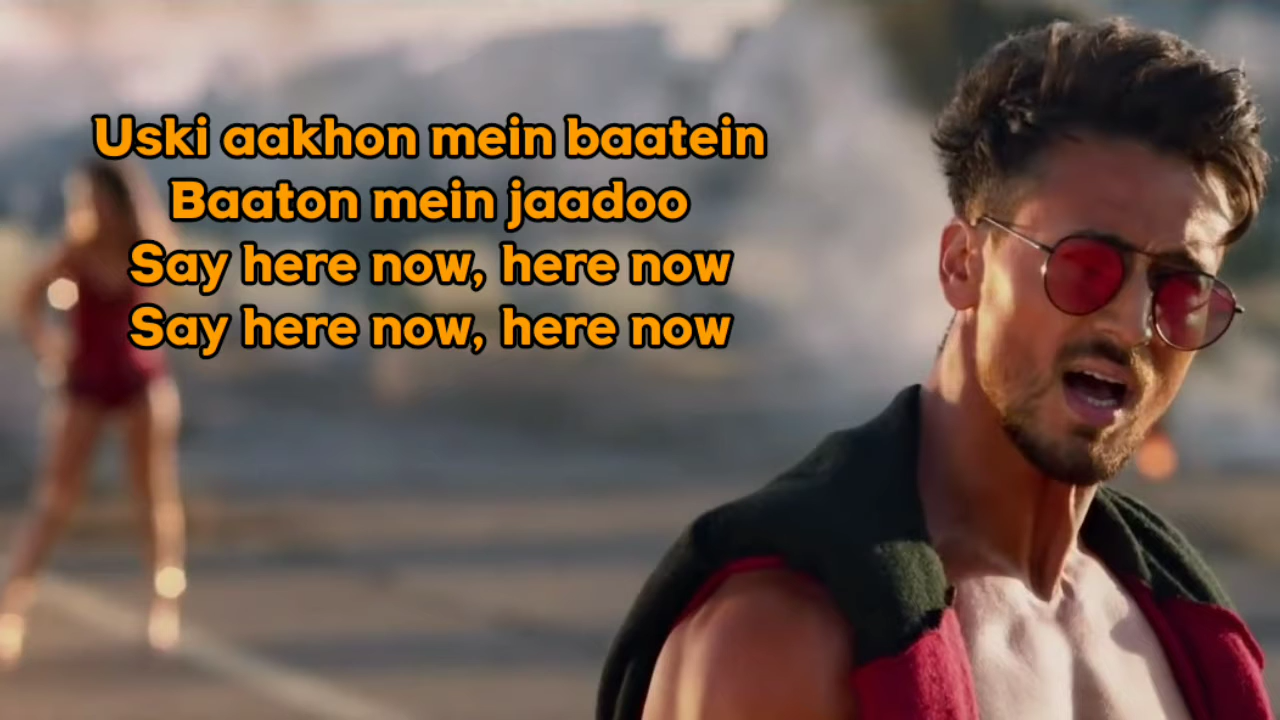 Uski aakhon mein baatein
Baaton mein jaadoo
Say here now, here now
Say here now, here now